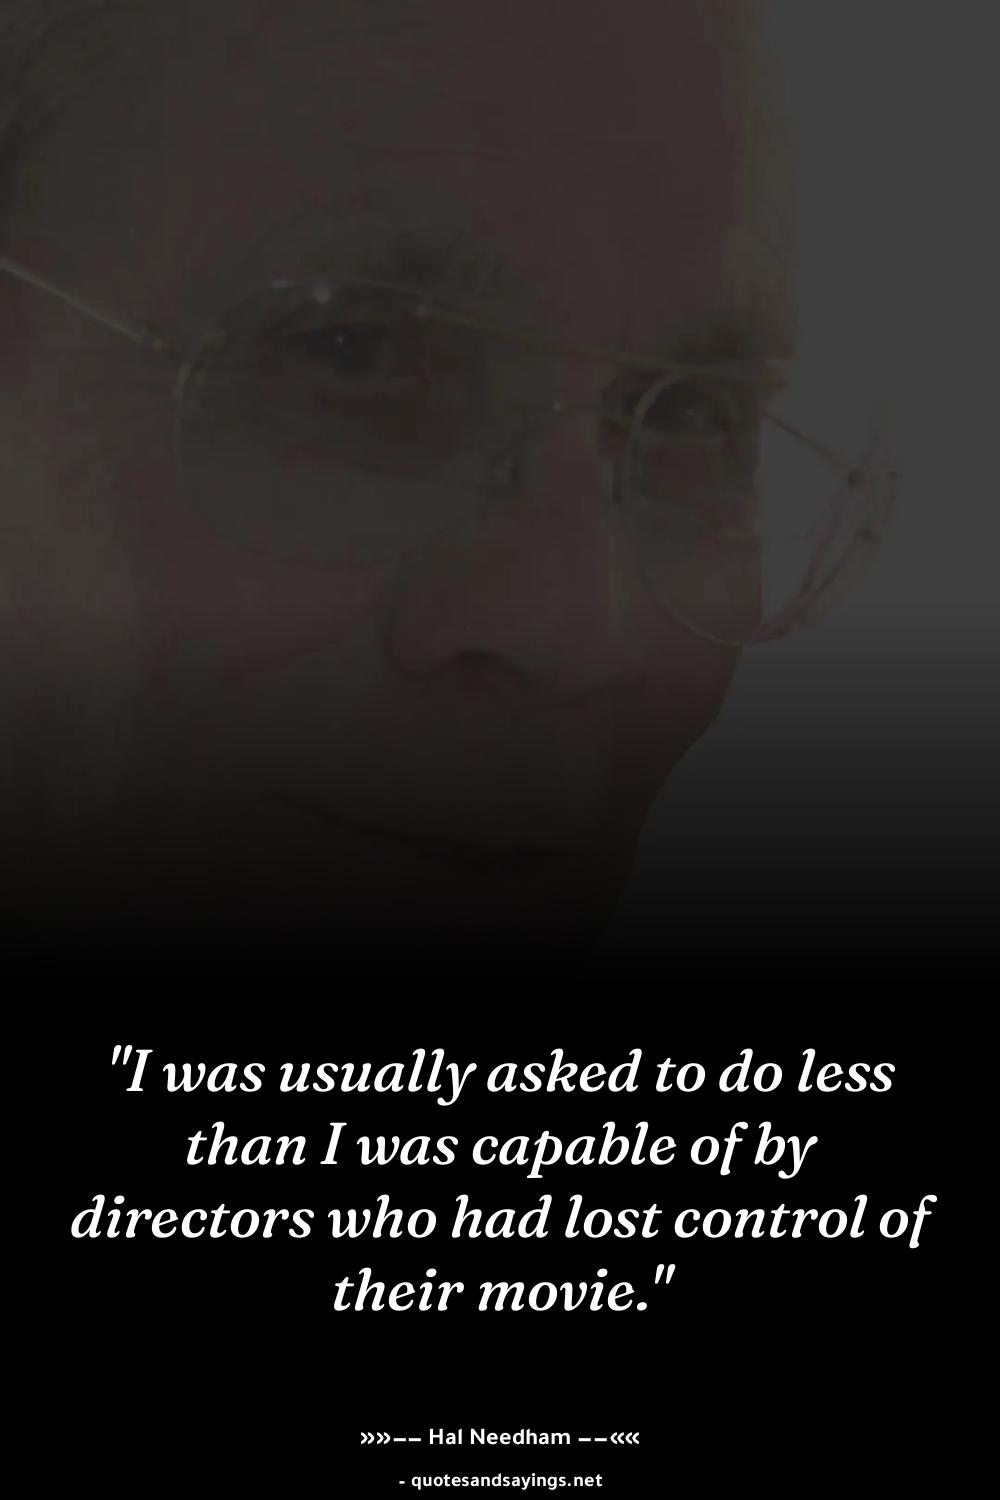 "I was usually asked to do less
than I was capable of by
directors who had lost control of
their movie."
»»−− Hal Needham −−««
- quotesandsayings.net